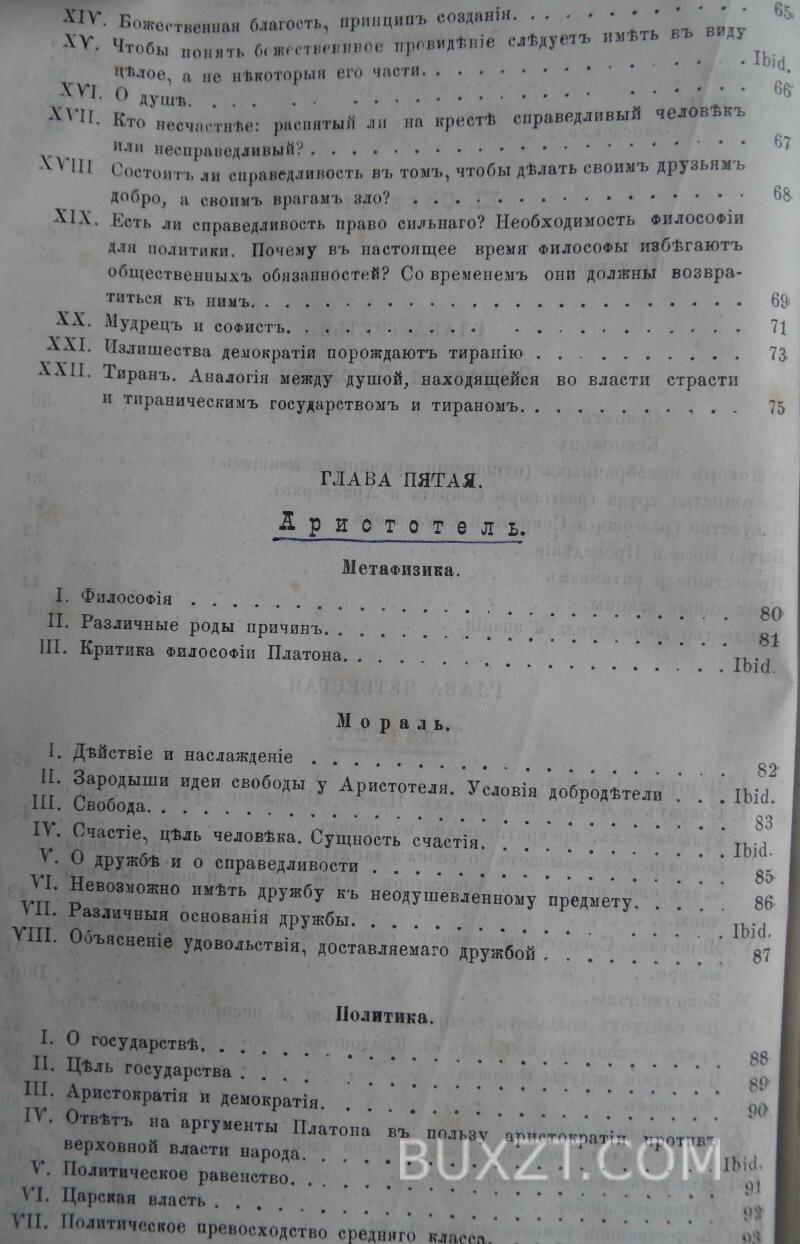 XIV. Божественная благость, принципъ созданія. . . . . . . . . 65
XV. Чтобы понять божественное провидѣніе слѣдуетъ имѣть въ виду
цѣлое, а не нѣкоторыя его части. . . . . . . . . . . . Ibid.
XVI. О душѣ. . . . . . . . . . . . . . . . . 66
XVII. Кто несчастнѣе: распятый ли на крестѣ справедливый человѣкъ
или несправедливый? . . . . . . . . . . . . . . . 67
XVIII Состоитъ ли справедливость въ томъ, чтобы дѣлать своимъ друзьямъ
добро, а своимъ врагамъ зло? . . . . . . . . . . . . 68
XIX. Есть ли справедливость право сильнаго? Необходимость философіи
для политики. Почему въ настоящее время философы избѣгаютъ
общественныхъ обязанностей? Со временемъ они должны возвра-
титься къ нимъ. . . . . . . . . . . . . . . . . . 69
XX. Мудрецъ и софистъ. . . . . . . . . . . . . . . . 71
XXI. Излишества демократіи порождаютъ тиранію . . . . . . . . 73
XXII. Тиранъ. Аналогія между душой, находящейся во власти страсти
и тираническимъ государствомъ и тираномъ. . . . . . . . . . 75
ГЛАВА ПЯТАЯ.
Аристотель.
Метафизика.
I. Философія . . . . . . . . . . . . . . . . . . 80
II. Различные роды причинъ. . . . . . . . . . . . . . . 81
III. Критика философіи Платона. . . . . . . . . . . . . . Ibid.
Мораль.
I. Дѣйствіе и наслажденіе . . . . . . . . . . . . . . 82
II. Зародыши идеи свободы у Аристотеля. Условія добродѣтели . . . Ibid.
III. Свобода. . . . . . . . . . . . . . . . . . . 83
IV. Счастіе, цѣль человѣка. Сущность счастія. . . . . . . . . Ibid.
V. О дружбѣ и о справедливости . . . . . . . . . . . . 85
VI. Невозможно имѣть дружбу къ неодушевленному предмету. . . . . 86
VII. Различныя основанія дружбы. . . . . . . . . . . . . Ibid.
VIII. Объясненіе удовольствія, доставляемаго дружбой . . . . . . . 87
Политика.
I. О государствѣ. . . . . . . . . . . . . . . . . 88
II. Цѣль государства . . . . . . . . . . . . . . . . 89
III. Аристократія и демократія. . . . . . . . . . . . . . 90
IV. Отвѣтъ на аргументы Платона въ пользу аристократіи противъ
верховной власти народа. . . . . . . . . . . . . . Ibid.
V. Политическое равенство. . . . . . . . . . . . . . . 91
VI. Царская власть . . . . . . . . . . . . . . . . 92
VII. Политическое превосходство средняго класса. . . . . . . . 93
BUXZT.COM